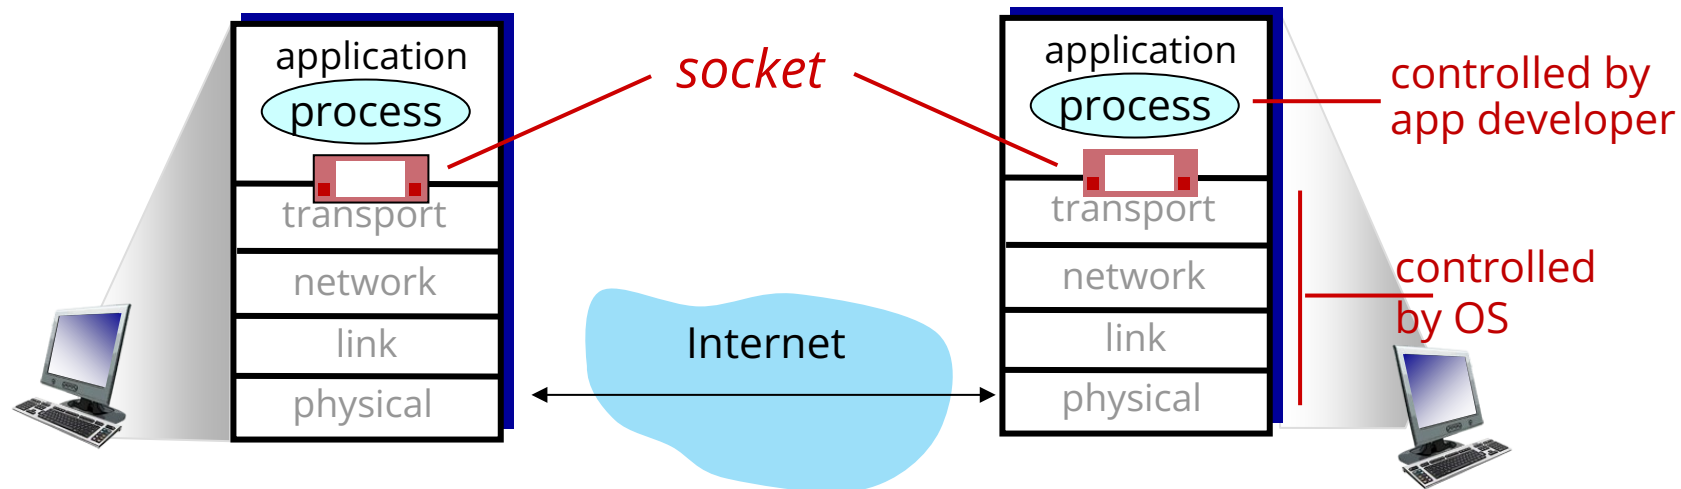 application
process
transport
network
link
physical
socket
Internet
application
process
transport
network
link
physical
controlled by
app developer
controlled
by OS